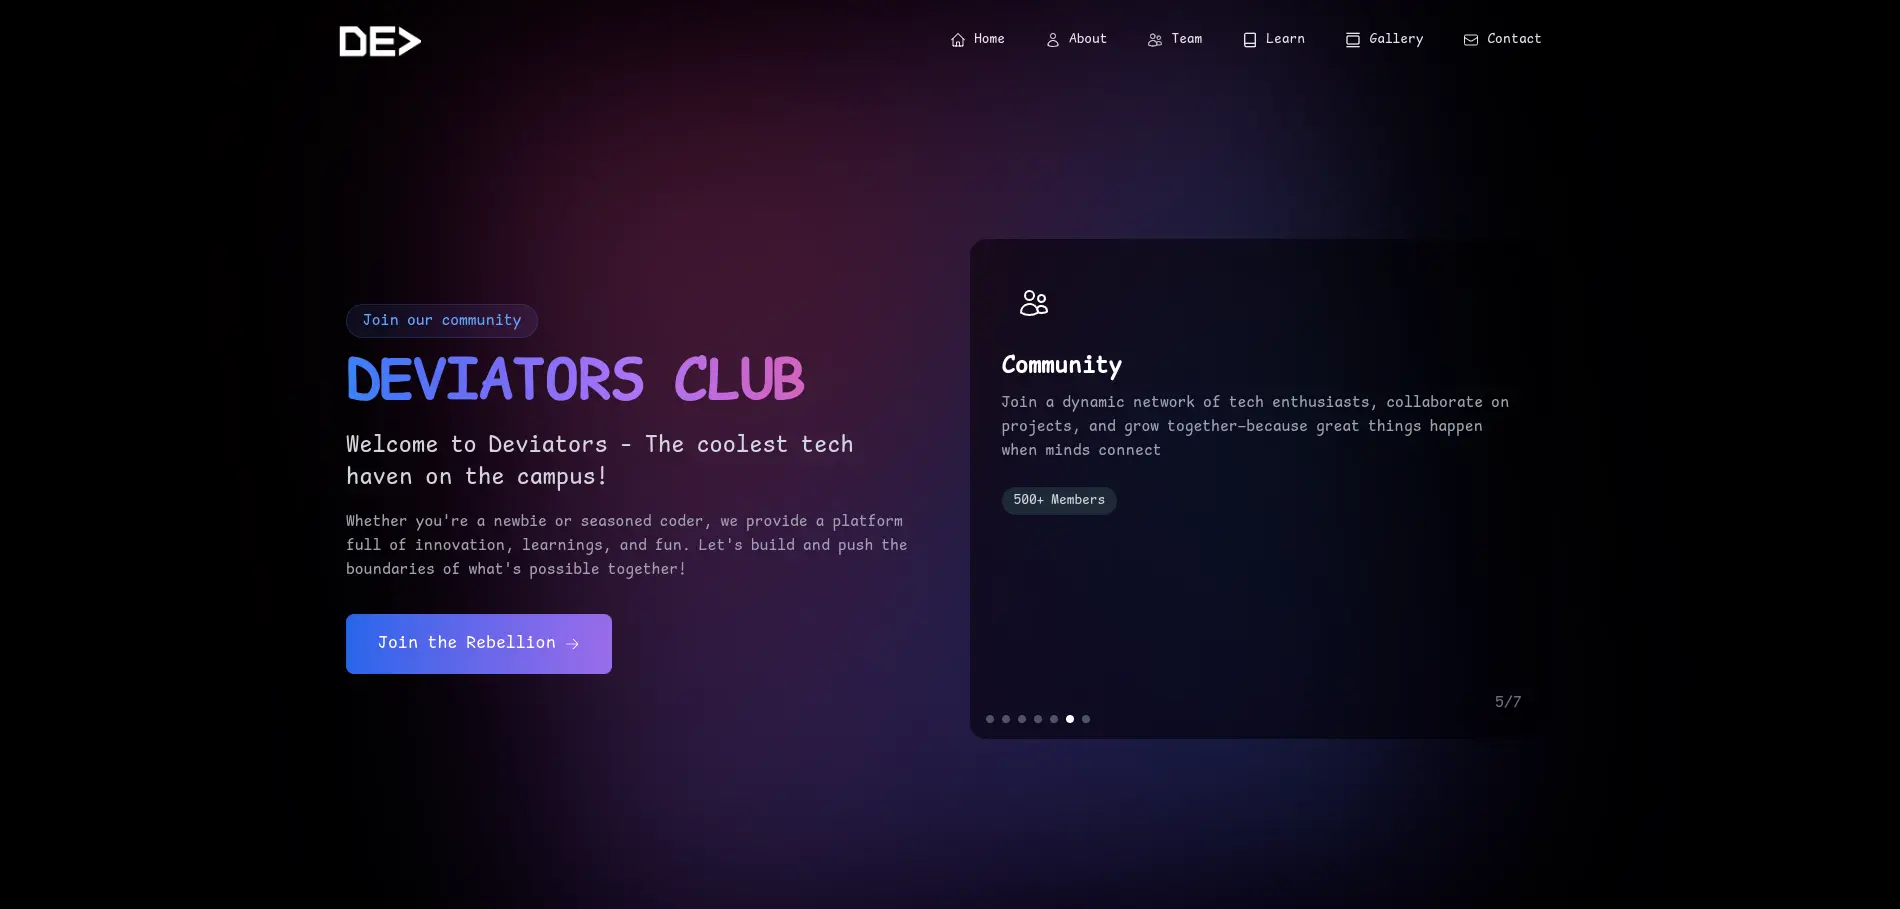 DE>
Home
About
Team
Learn
Gallery
Contact
Join our community
DEVIATORS CLUB
Welcome to Deviators - The coolest tech
haven on the campus!
Whether you're a newbie or seasoned coder, we provide a platform
full of innovation, learnings, and fun. Let's build and push the
boundaries of what's possible together!
Join the Rebellion →
Community
Join a dynamic network of tech enthusiasts, collaborate on
projects, and grow together—because great things happen
when minds connect
500+ Members
5/7